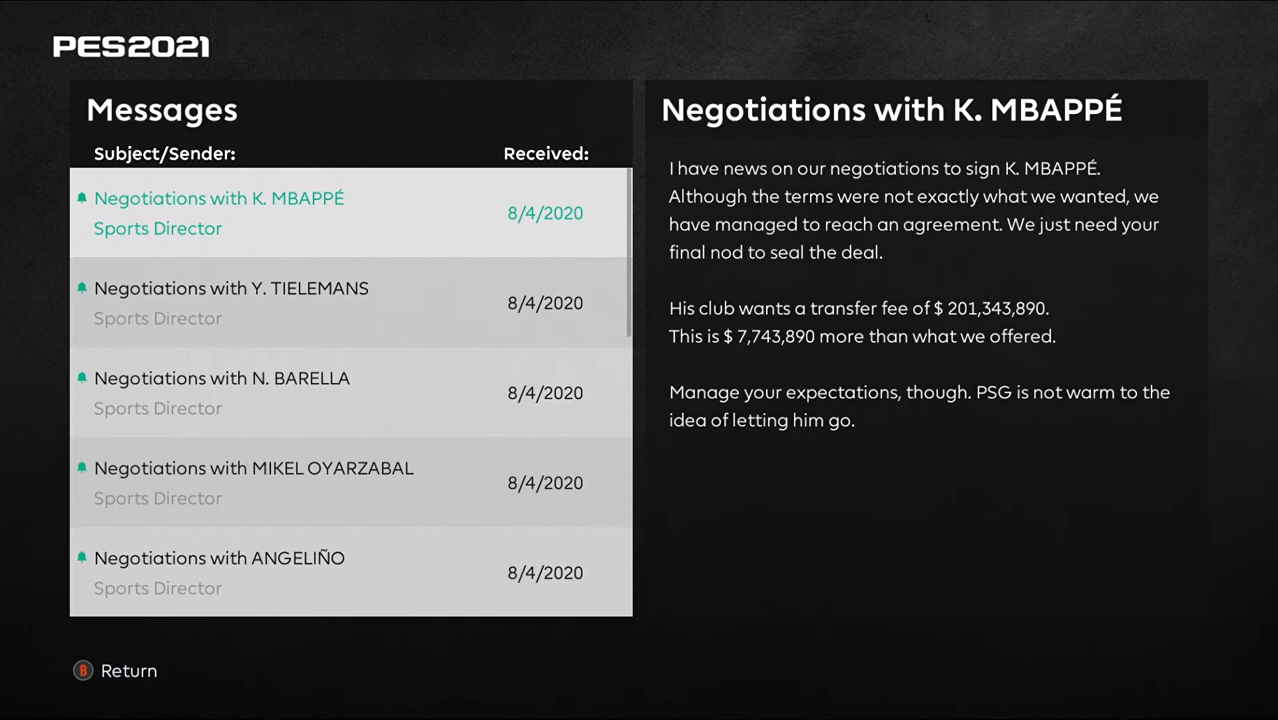 PES2021
Messages
Subject/Sender:
Received:
Negotiations with K. MBAPPÉ
Sports Director
8/4/2020
Negotiations with Y. TIELEMANS
Sports Director
8/4/2020
Negotiations with N. BARELLA
Sports Director
8/4/2020
Negotiations with MIKEL OYARZABAL
Sports Director
8/4/2020
Negotiations with ANGELIÑO
Sports Director
8/4/2020
Negotiations with K. MBAPPÉ
I have news on our negotiations to sign K. MBAPPÉ.
Although the terms were not exactly what we wanted, we
have managed to reach an agreement. We just need your
final nod to seal the deal.
His club wants a transfer fee of $ 201,343,890.
This is $ 7,743,890 more than what we offered.
Manage your expectations, though. PSG is not warm to the
idea of letting him go.
B Return